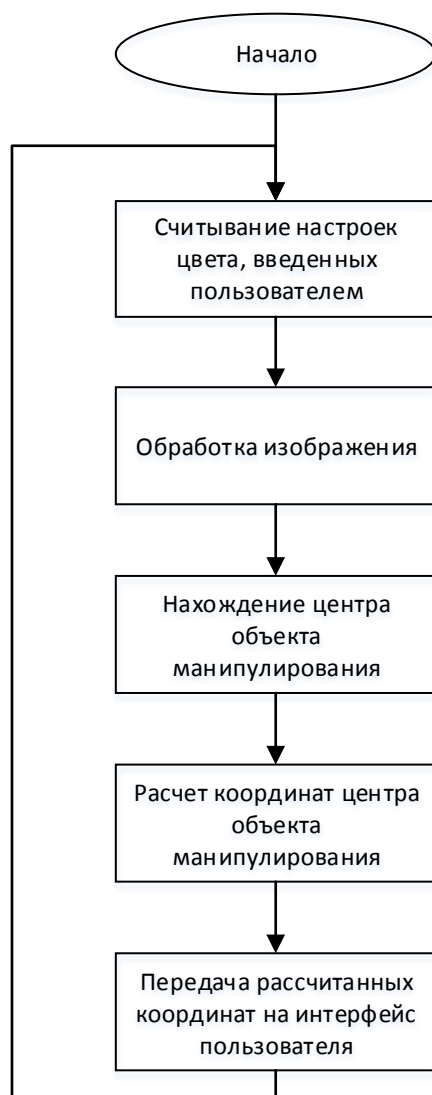 Начало
Считывание настроек
цвета, введенных
пользователем
Обработка изображения
Нахождение центра
объекта
манипулирования
Расчет координат центра
объекта
манипулирования
Передача рассчитанных
координат на интерфейс
пользователя